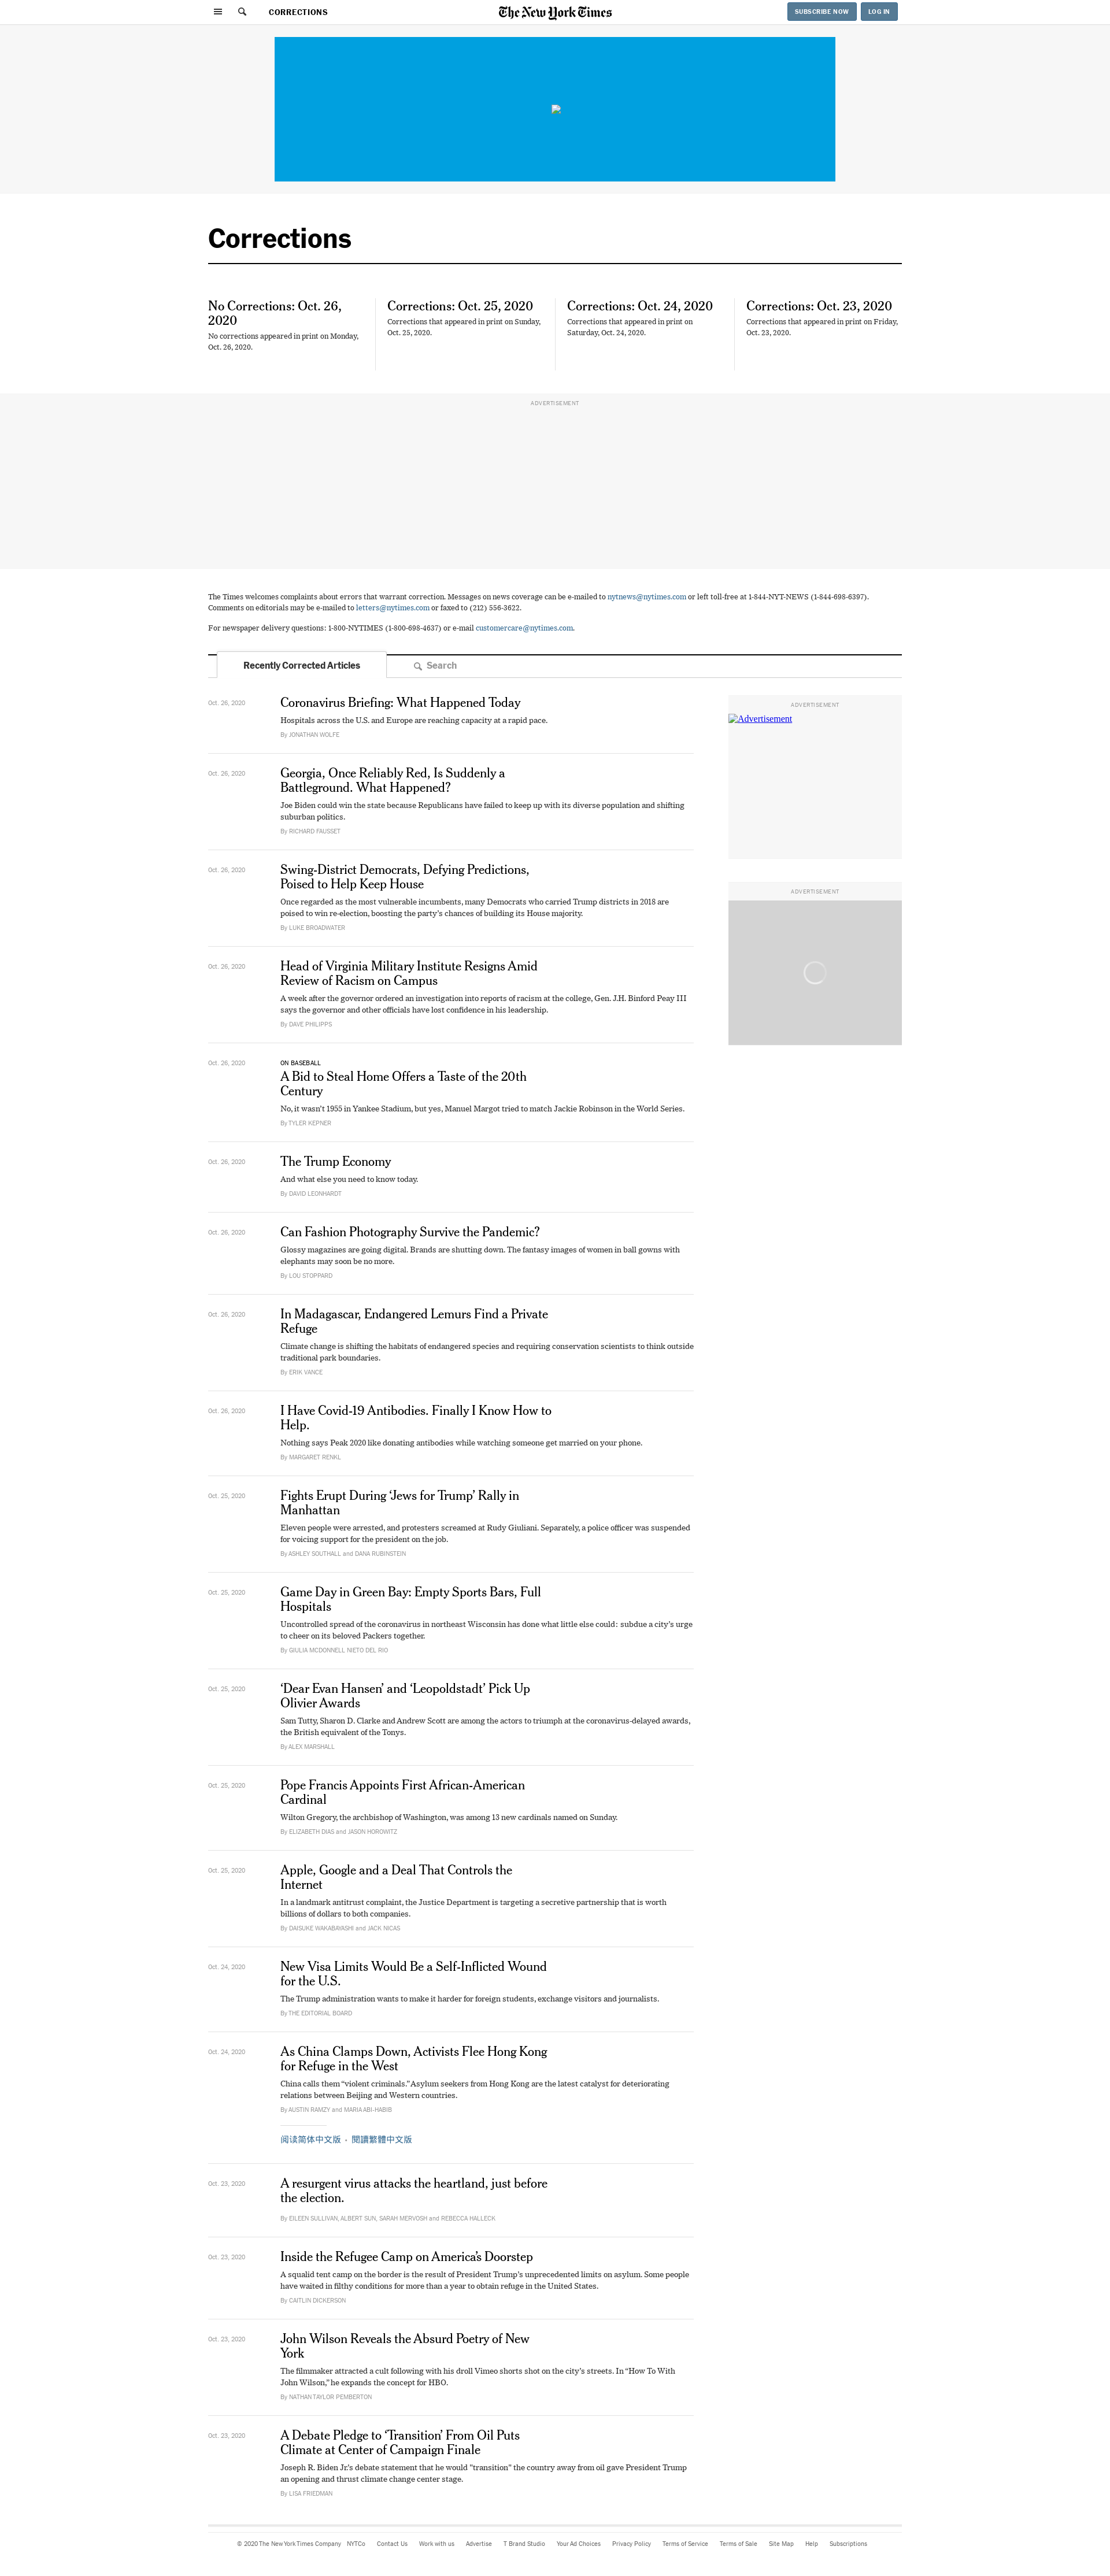 CORRECTIONS
The New York Times
SUBSCRIBE NOW
LOG IN
Corrections
No Corrections: Oct. 26,
2020
No corrections appeared in print on Monday,
Oct. 26, 2020.
Corrections: Oct. 25, 2020
Corrections that appeared in print on Sunday,
Oct. 25, 2020.
Corrections: Oct. 24, 2020
Corrections that appeared in print on
Saturday, Oct. 24, 2020.
Corrections: Oct. 23, 2020
Corrections that appeared in print on Friday,
Oct. 23, 2020.
ADVERTISEMENT
The Times welcomes complaints about errors that warrant correction. Messages on news coverage can be e-mailed to nytnews@nytimes.com or left toll-free at 1-844-NYT-NEWS (1-844-698-6397).
Comments on editorials may be e-mailed to letters@nytimes.com or faxed to (212) 556-3622.
For newspaper delivery questions: 1-800-NYTIMES (1-800-698-4637) or e-mail customercare@nytimes.com.
Recently Corrected Articles
Search
Oct. 26, 2020
Coronavirus Briefing: What Happened Today
Hospitals across the U.S. and Europe are reaching capacity at a rapid pace.
By JONATHAN WOLFE
ADVERTISEMENT
Advertisement
Oct. 26, 2020
Georgia, Once Reliably Red, Is Suddenly a
Battleground. What Happened?
Joe Biden could win the state because Republicans have failed to keep up with its diverse population and shifting
suburban politics.
By RICHARD FAUSSET
Oct. 26, 2020
Swing-District Democrats, Defying Predictions,
Poised to Help Keep House
Once regarded as the most vulnerable incumbents, many Democrats who carried Trump districts in 2018 are
poised to win re-election, boosting the party's chances of building its House majority.
By LUKE BROADWATER
ADVERTISEMENT
Oct. 26, 2020
Head of Virginia Military Institute Resigns Amid
Review of Racism on Campus
A week after the governor ordered an investigation into reports of racism at the college, Gen. J.H. Binford Peay III
says the governor and other officials have lost confidence in his leadership.
By DAVE PHILIPPS
Oct. 26, 2020
ON BASEBALL
A Bid to Steal Home Offers a Taste of the 20th
Century
No, it wasn't 1955 in Yankee Stadium, but yes, Manuel Margot tried to match Jackie Robinson in the World Series.
By TYLER KEPNER
Oct. 26, 2020
The Trump Economy
And what else you need to know today.
By DAVID LEONHARDT
Oct. 26, 2020
Can Fashion Photography Survive the Pandemic?
Glossy magazines are going digital. Brands are shutting down. The fantasy images of women in ball gowns with
elephants may soon be no more.
By LOU STOPPARD
Oct. 26, 2020
In Madagascar, Endangered Lemurs Find a Private
Refuge
Climate change is shifting the habitats of endangered species and requiring conservation scientists to think outside
traditional park boundaries.
By ERIK VANCE
Oct. 26, 2020
I Have Covid-19 Antibodies. Finally I Know How to
Help.
Nothing says Peak 2020 like donating antibodies while watching someone get married on your phone.
By MARGARET RENKL
Oct. 25, 2020
Fights Erupt During ‘Jews for Trump’ Rally in
Manhattan
Eleven people were arrested, and protesters screamed at Rudy Giuliani. Separately, a police officer was suspended
for voicing support for the president on the job.
By ASHLEY SOUTHALL and DANA RUBINSTEIN
Oct. 25, 2020
Game Day in Green Bay: Empty Sports Bars, Full
Hospitals
Uncontrolled spread of the coronavirus in northeast Wisconsin has done what little else could: subdue a city's urge
to cheer on its beloved Packers together.
By GIULIA MCDONNELL NIETO DEL RIO
Oct. 25, 2020
‘Dear Evan Hansen’ and ‘Leopoldstadt’ Pick Up
Olivier Awards
Sam Tutty, Sharon D. Clarke and Andrew Scott are among the actors to triumph at the coronavirus-delayed awards,
the British equivalent of the Tonys.
By ALEX MARSHALL
Oct. 25, 2020
Pope Francis Appoints First African-American
Cardinal
Wilton Gregory, the archbishop of Washington, was among 13 new cardinals named on Sunday.
By ELIZABETH DIAS and JASON HOROWITZ
Oct. 25, 2020
Apple, Google and a Deal That Controls the
Internet
In a landmark antitrust complaint, the Justice Department is targeting a secretive partnership that is worth
billions of dollars to both companies.
By DAISUKE WAKABAYASHI and JACK NICAS
Oct. 24, 2020
New Visa Limits Would Be a Self-Inflicted Wound
for the U.S.
The Trump administration wants to make it harder for foreign students, exchange visitors and journalists.
By THE EDITORIAL BOARD
Oct. 24, 2020
As China Clamps Down, Activists Flee Hong Kong
for Refuge in the West
China calls them “violent criminals.” Asylum seekers from Hong Kong are the latest catalyst for deteriorating
relations between Beijing and Western countries.
By AUSTIN RAMZY and MARIA ABI-HABIB
阅读简体中文版 · 閱讀繁體中文版
Oct. 23, 2020
A resurgent virus attacks the heartland, just before
the election.
By EILEEN SULLIVAN, ALBERT SUN, SARAH MERVOSH and REBECCA HALLECK
Oct. 23, 2020
Inside the Refugee Camp on America's Doorstep
A squalid tent camp on the border is the result of President Trump's unprecedented limits on asylum. Some people
have waited in filthy conditions for more than a year to obtain refuge in the United States.
By CAITLIN DICKERSON
Oct. 23, 2020
John Wilson Reveals the Absurd Poetry of New
York
The filmmaker attracted a cult following with his droll Vimeo shorts shot on the city's streets. In “How To With
John Wilson,” he expands the concept for HBO.
By NATHAN TAYLOR PEMBERTON
Oct. 23, 2020
A Debate Pledge to ‘Transition’ From Oil Puts
Climate at Center of Campaign Finale
Joseph R. Biden Jr.'s debate statement that he would "transition" the country away from oil gave President Trump
an opening and thrust climate change center stage.
By LISA FRIEDMAN
© 2020 The New York Times Company NYTCo Contact Us Work with us Advertise T Brand Studio Your Ad Choices Privacy Policy Terms of Service Terms of Sale Site Map Help Subscriptions